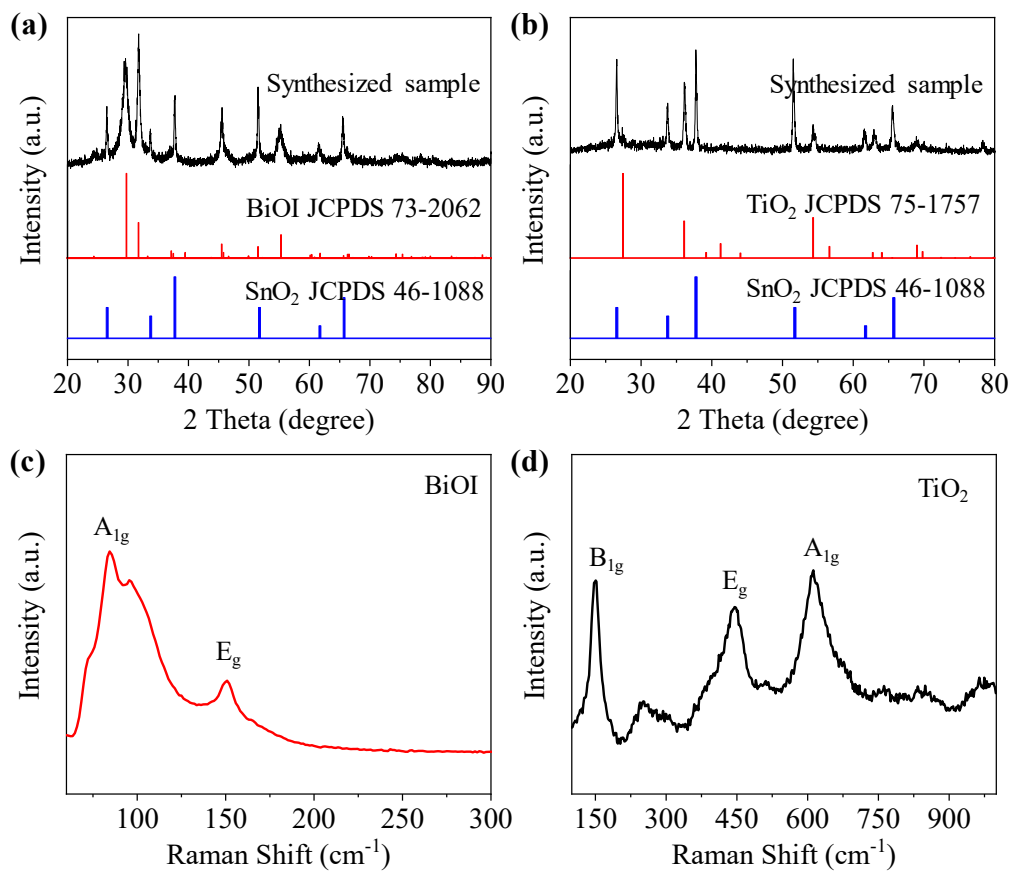 (a)
Synthesized sample
BiOI JCPDS 73-2062
SnO2 JCPDS 46-1088
Intensity (a.u.)
20 30 40 50 60 70 80 90
2 Theta (degree)
(b)
Synthesized sample
TiO2 JCPDS 75-1757
SnO2 JCPDS 46-1088
Intensity (a.u.)
20 30 40 50 60 70 80
2 Theta (degree)
(c)
BiOI
A1g
Eg
Intensity (a.u.)
100 150 200 250 300
Raman Shift (cm-1)
(d)
TiO2
B1g
Eg
A1g
Intensity (a.u.)
150 300 450 600 750 900
Raman Shift (cm-1)